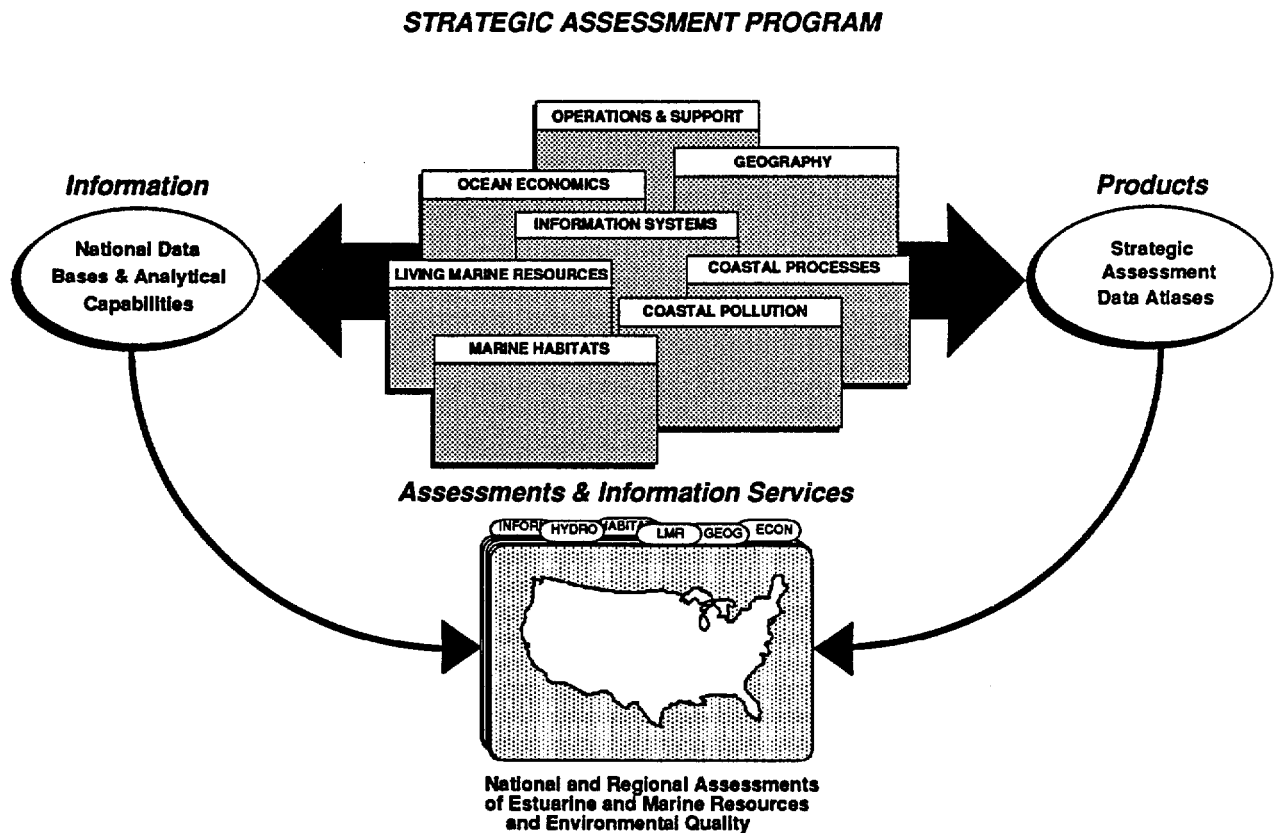 STRATEGIC ASSESSMENT PROGRAM
OPERATIONS & SUPPORT
GEOGRAPHY
OCEAN ECONOMICS
INFORMATION SYSTEMS
LIVING MARINE RESOURCES
COASTAL PROCESSES
COASTAL POLLUTION
MARINE HABITATS
Information
National Data
Bases & Analytical
Capabilities
Products
Strategic
Assessment
Data Atlases
Assessments & Information Services
INFOR HYDRO HABITA LMR GEOG ECON
National and Regional Assessments
of Estuarine and Marine Resources
and Environmental Quality